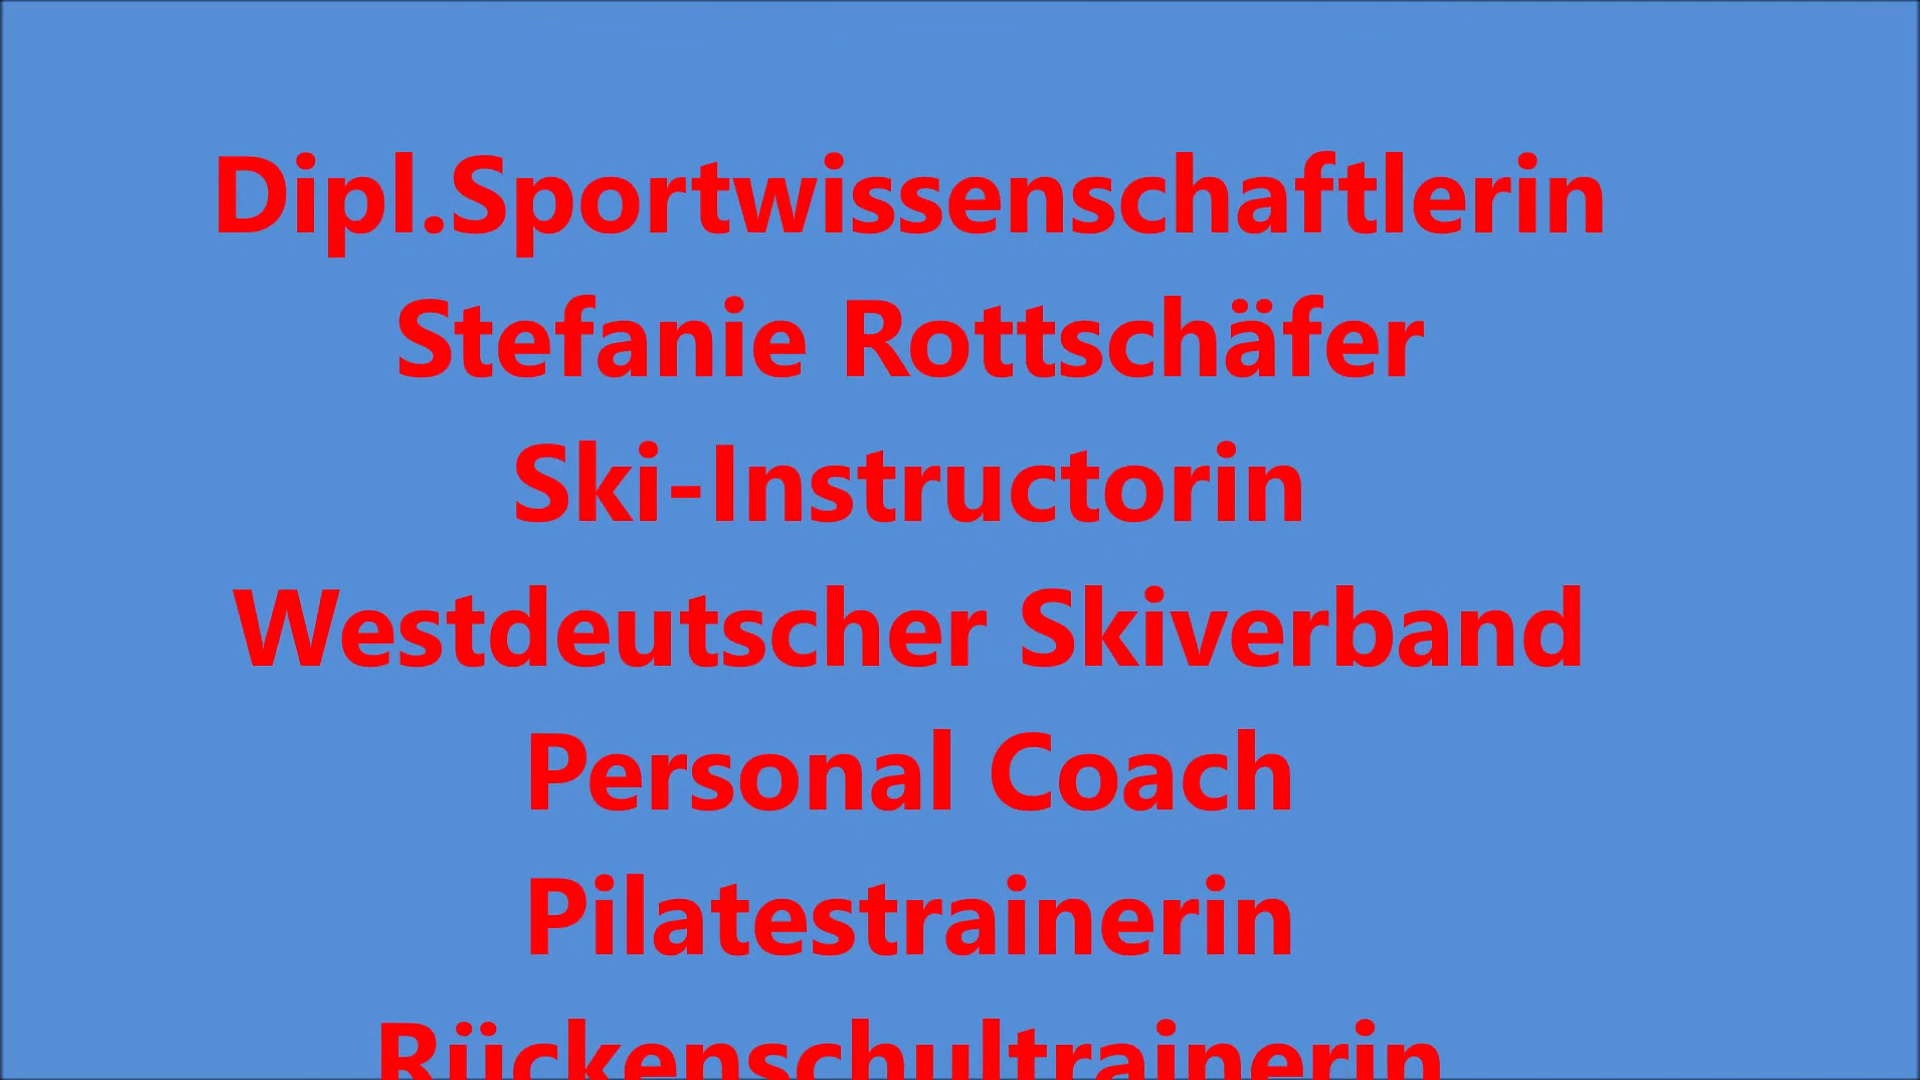 Dipl.Sportwissenschaftlerin
Stefanie Rottschäfer
Ski-Instructorin
Westdeutscher Skiverband
Personal Coach
Pilatestrainerin
Rückenschultrainerin